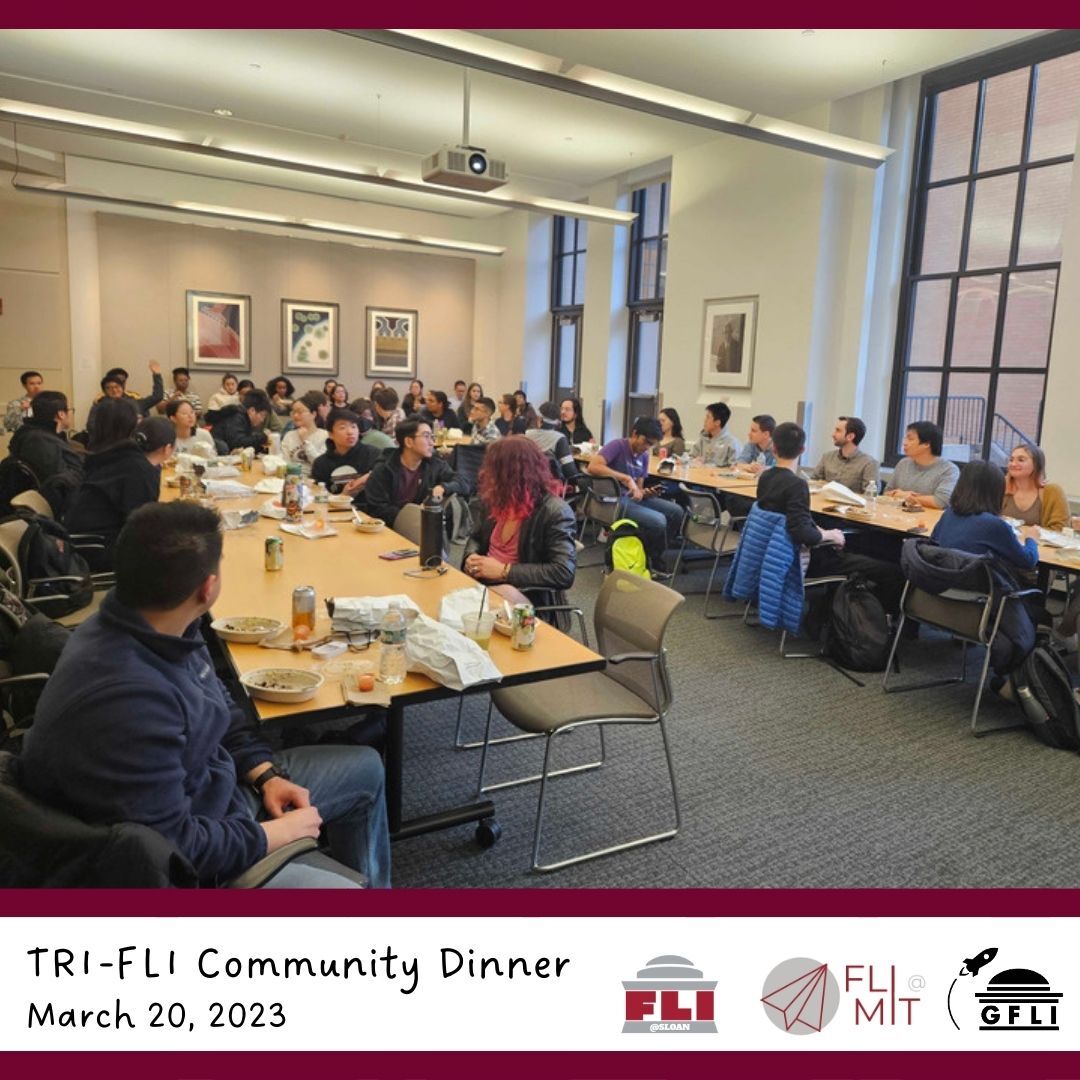 TRI-FLI Community Dinner
March 20, 2023
FLI
@SLOAN
FLI @
MIT
GFLI